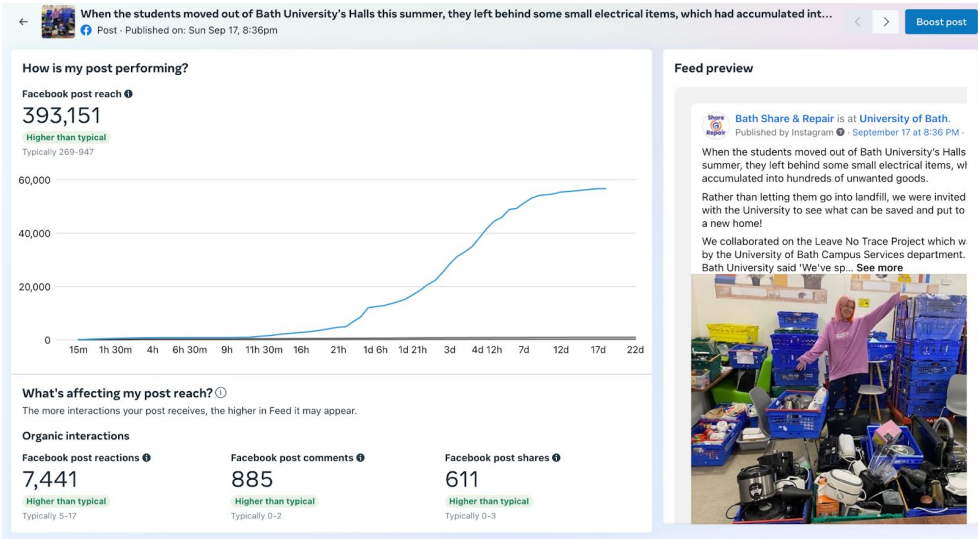 When the students moved out of Bath University's Halls this summer, they left behind some small electrical items, which had accumulated int...
Post · Published on: Sun Sep 17, 8:36pm
Boost post
How is my post performing?
Facebook post reach
393,151
Higher than typical
Typically 269-947
60,000
40,000
20,000
0
15m 1h 30m 4h 6h 30m 9h 11h 30m 16h 21h 1d 6h 1d 21h 3d 4d 12h 7d 12d 17d 22d
What's affecting my post reach?
The more interactions your post receives, the higher in Feed it may appear.
Organic interactions
Facebook post reactions Facebook post comments Facebook post shares
7,441 885 611
Higher than typical Higher than typical Higher than typical
Typically 5-17 Typically 0-2 Typically 0-3
Feed preview
Share & Repair
Bath Share & Repair is at University of Bath.
Published by Instagram · September 17 at 8:36 PM ·
When the students moved out of Bath University's Halls
summer, they left behind some small electrical items, wh
accumulated into hundreds of unwanted goods.
Rather than letting them go into landfill, we were invited
with the University to see what can be saved and put to
a new home!
We collaborated on the Leave No Trace Project which w
by the University of Bath Campus Services department.
Bath University said 'We've sp... See more